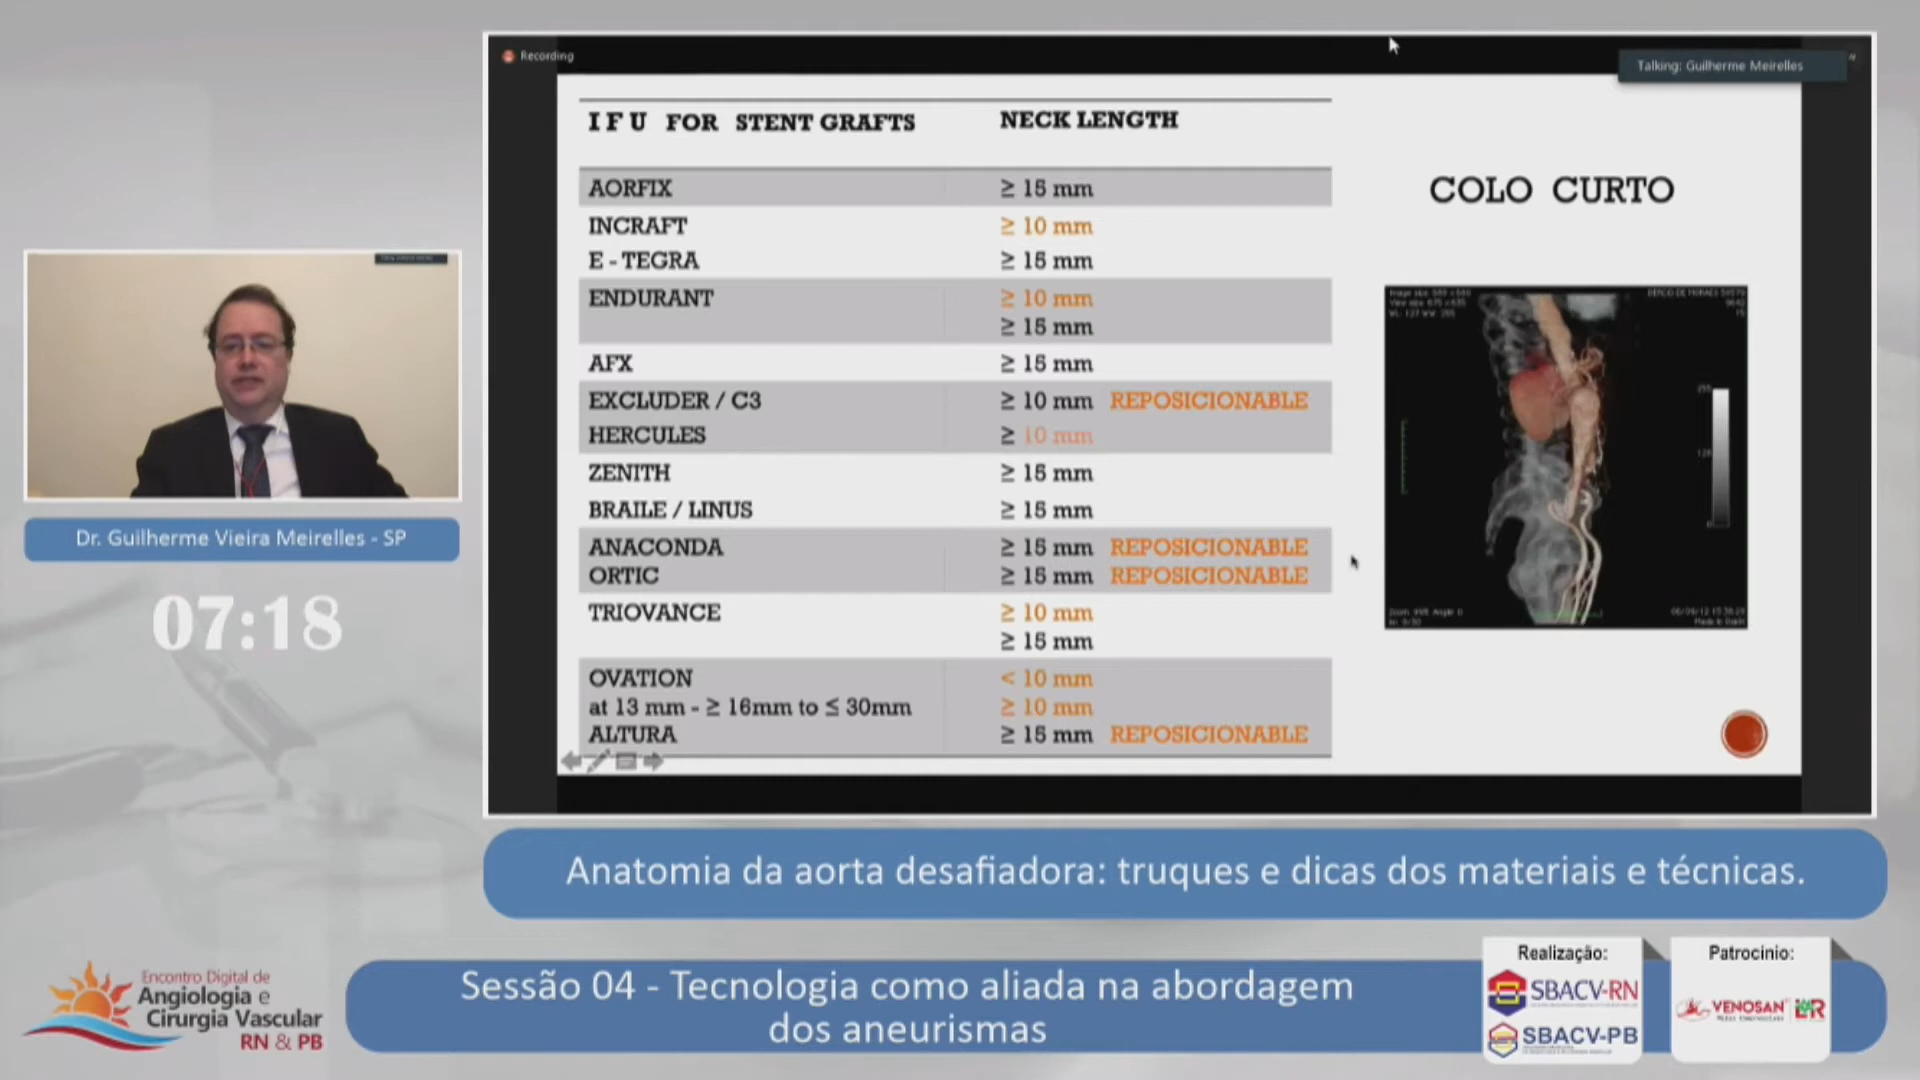 Recording
Talking: Guilherme Meirelles
I F U FOR STENT GRAFTS NECK LENGTH
AORFIX ≥ 15 mm
INCRAFT ≥ 10 mm
E - TEGRA ≥ 15 mm
ENDURANT ≥ 10 mm
≥ 15 mm
AFX ≥ 15 mm
EXCLUDER / C3 ≥ 10 mm REPOSICIONABLE
HERCULES ≥ 10 mm
ZENITH ≥ 15 mm
BRAILE / LINUS ≥ 15 mm
ANACONDA ≥ 15 mm REPOSICIONABLE
ORTIC ≥ 15 mm REPOSICIONABLE
TRIOVANCE ≥ 10 mm
≥ 15 mm
OVATION < 10 mm
at 13 mm - ≥ 16mm to ≤ 30mm ≥ 10 mm
ALTURA ≥ 15 mm REPOSICIONABLE
COLO CURTO
Dr. Guilherme Vieira Meirelles - SP
07:18
Anatomia da aorta desafiadora: truques e dicas dos materiais e técnicas.
Encontro Digital de
Angiologia e
Cirurgia Vascular
RN & PB
Sessão 04 - Tecnologia como aliada na abordagem
dos aneurismas
Realização:
SBACV-RN
SBACV-PB
Patrocinio:
VENOSAN